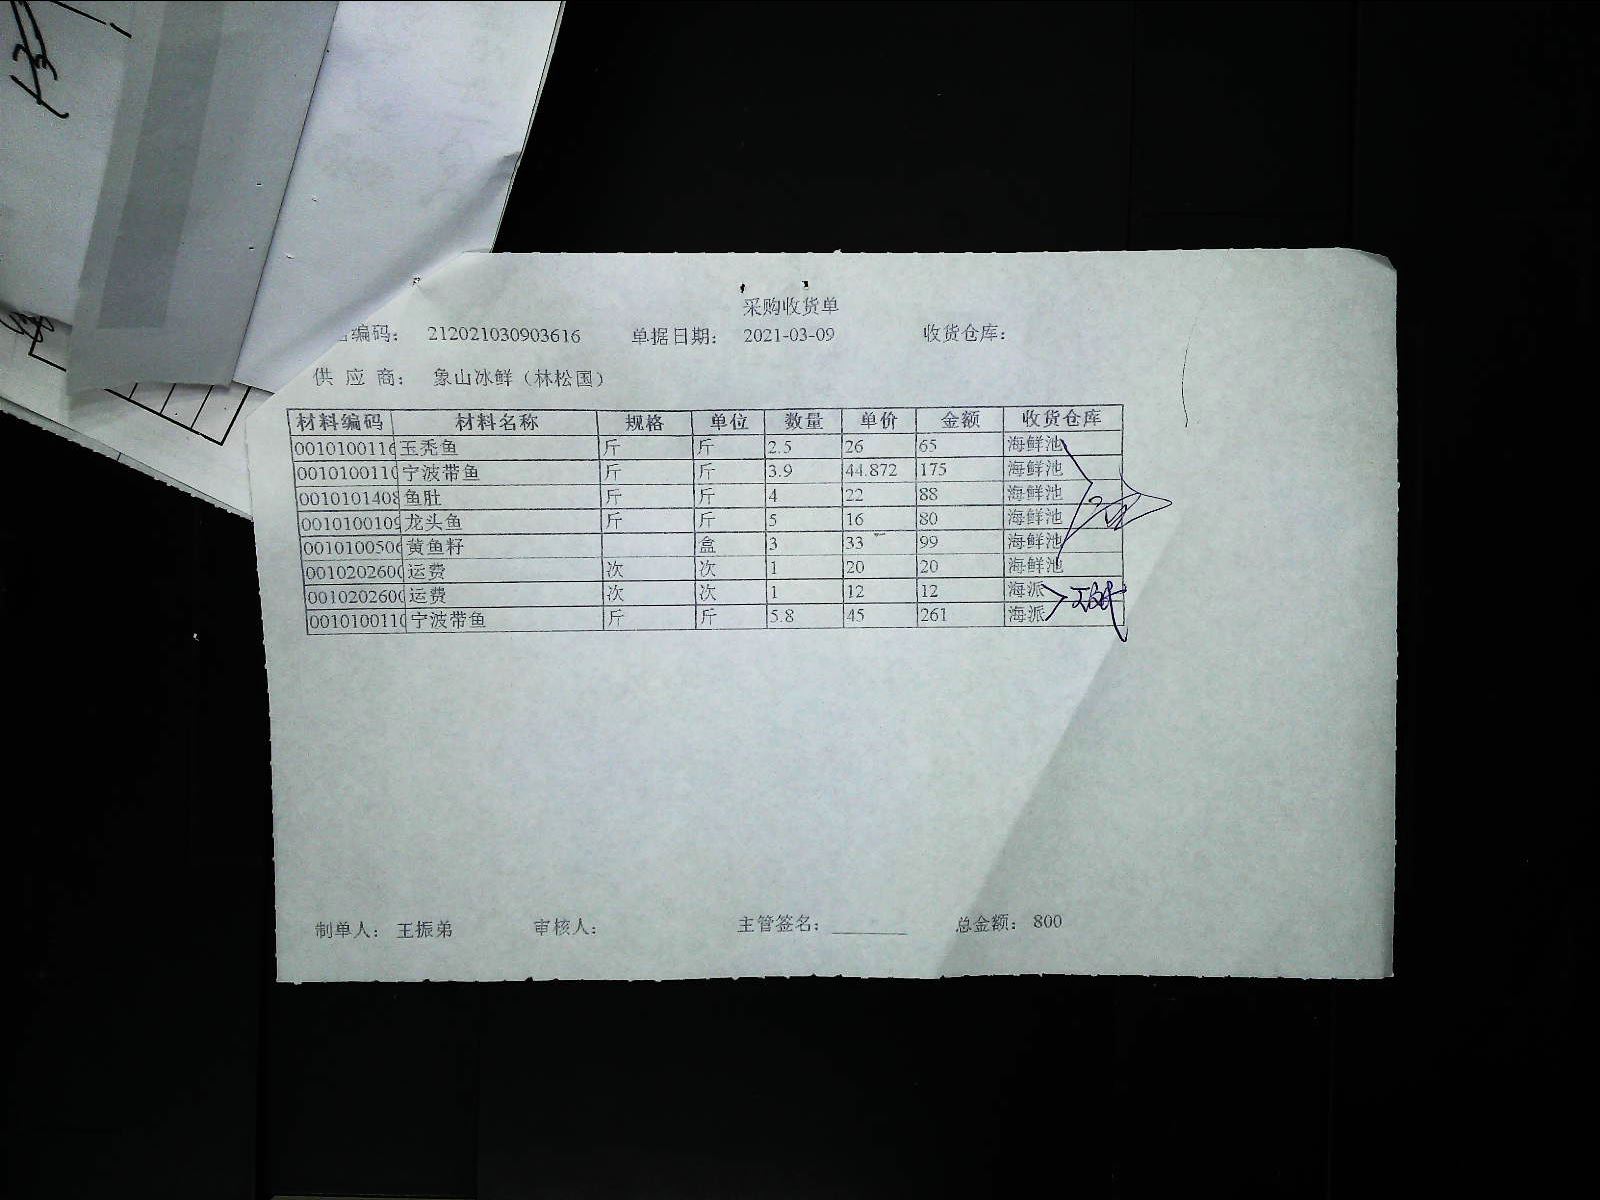 采购收货单
编码： 212021030903616 单据日期： 2021-03-09 收货仓库：
供 应 商： 象山冰鲜（林松国）
材料编码 材料名称 规格 单位 数量 单价 金额 收货仓库
0010100116 玉秃鱼 斤 斤 2.5 26 65 海鲜池
0010100110 宁波带鱼 斤 斤 3.9 44.872 175 海鲜池
0010101408 鱼肚 斤 斤 4 22 88 海鲜池
0010100109 龙头鱼 斤 斤 5 16 80 海鲜池
0010100506 黄鱼籽 盒 3 33 99 海鲜池
0010202600 运费 次 次 1 20 20 海鲜池
0010202600 运费 次 次 1 12 12 海派
0010100110 宁波带鱼 斤 斤 5.8 45 261 海派
制单人： 王振弟 审核人： 主管签名： 总金额： 800